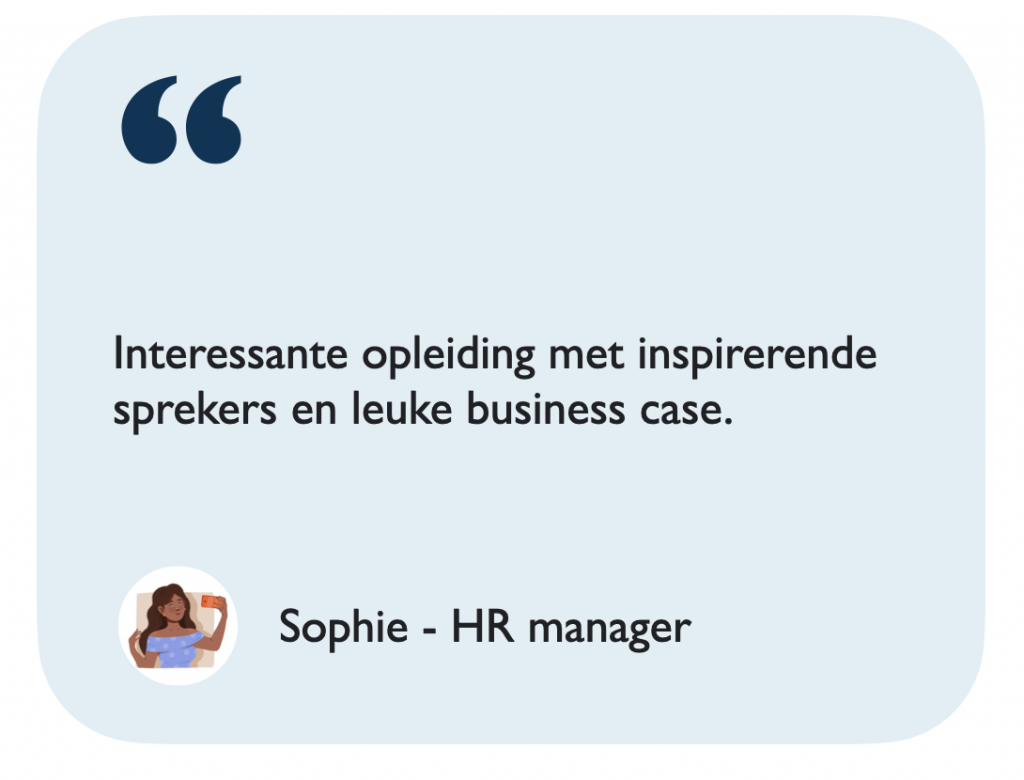 “
Interessante opleiding met inspirerende
sprekers en leuke business case.
Sophie - HR manager